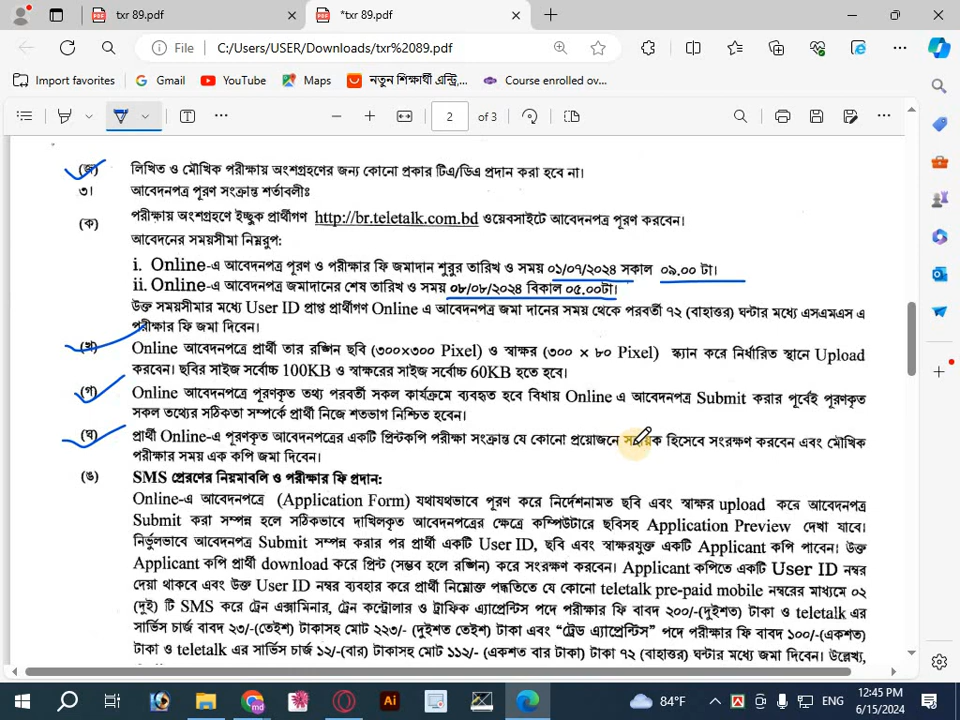 txr 89.pdf
*txr 89.pdf
File
C:/Users/USER/Downloads/txr%2089.pdf
Import favorites
Gmail
YouTube
Maps
নতুন শিক্ষার্থী এন্ট্রি,...
Course enrolled ov...
2 of 3
(জ) লিখিত ও মৌখিক পরীক্ষায় অংশগ্রহণের জন্য কোনো প্রকার টিএ/ডিএ প্রদান করা হবে না।
৩। আবেদনপত্র পূরণ সংক্রান্ত শর্তাবলীঃ
(ক) পরীক্ষায় অংশগ্রহণে ইচ্ছুক প্রার্থীগণ http://br.teletalk.com.bd ওয়েবসাইটে আবেদনপত্র পূরণ করবেন।
আবেদনের সময়সীমা নিম্নরুপ:
i. Online-এ আবেদনপত্র পূরণ ও পরীক্ষার ফি জমাদান শুরুর তারিখ ও সময় ০১/০৭/২০২৪ সকাল ০৯.০০ টা।
ii. Online-এ আবেদনপত্র জমাদানের শেষ তারিখ ও সময় ০৮/০৮/২০২৪ বিকাল ০৫.০০টা।
উক্ত সময়সীমার মধ্যে User ID প্রাপ্ত প্রার্থীগণ Online এ আবেদনপত্র জমা দানের সময় থেকে পরবর্তী ৭২ (বাহাত্তর) ঘন্টার মধ্যে এসএমএস এ
পরীক্ষার ফি জমা দিবেন।
(খ) Online আবেদনপত্রে প্রার্থী তার রঙ্গিন ছবি (৩০০×৩০০ Pixel) ও স্বাক্ষর (৩০০ × ৮০ Pixel) স্ক্যান করে নির্ধারিত স্থানে Upload
করবেন। ছবির সাইজ সর্বোচ্চ 100KB ও স্বাক্ষরের সাইজ সর্বোচ্চ 60KB হতে হবে।
(গ) Online আবেদনপত্রে পূরণকৃত তথ্য পরবর্তী সকল কার্যক্রমে ব্যবহৃত হবে বিধায় Online এ আবেদনপত্র Submit করার পূর্বেই পূরণকৃত
সকল তথ্যের সঠিকতা সম্পর্কে প্রার্থী নিজে শতভাগ নিশ্চিত হবেন।
(ঘ) প্রার্থী Online-এ পূরণকৃত আবেদনপত্রের একটি প্রিন্টকপি পরীক্ষা সংক্রান্ত যে কোনো প্রয়োজনে হিসেবে সংরক্ষণ করবেন এবং মৌখিক
পরীক্ষার সময় এক কপি জমা দিবেন।
(ঙ) SMS প্রেরণের নিয়মাবলি ও পরীক্ষার ফি প্রদান:
Online-এ আবেদনপত্রে (Application Form) যথাযথভাবে পূরণ করে নির্দেশনামত ছবি এবং স্বাক্ষর upload করে আবেদনপত্র
Submit করা সম্পন্ন হলে সঠিকভাবে দাখিলকৃত আবেদনপত্রের ক্ষেত্রে কম্পিউটারে ছবিসহ Application Preview দেখা যাবে।
নির্ভুলভাবে আবেদনপত্র Submit সম্পন্ন করার পর প্রার্থী একটি User ID, ছবি এবং স্বাক্ষরযুক্ত একটি Applicant কপি পাবেন। উক্ত
Applicant কপি প্রার্থী download করে প্রিন্ট (সম্ভব হলে রঙ্গিন) করে সংরক্ষণ করবেন। Applicant কপিতে একটি User ID নম্বর
দেয়া থাকবে এবং উক্ত User ID নম্বর ব্যবহার করে প্রার্থী নিম্নোক্ত পদ্ধতিতে যে কোনো teletalk pre-paid mobile নম্বরের মাধ্যমে ০২
(দুই) টি SMS করে ট্রেন এক্সামিনার, ট্রেন কন্ট্রোলার ও ট্রাফিক এ্যাপ্রেন্টিস পদে পরীক্ষার ফি বাবদ ২০০/-(দুইশত) টাকা ও teletalk এর
সার্ভিস চার্জ বাবদ ২৩/-(তেইশ) টাকাসহ মোট ২২৩/- (দুইশত তেইশ) টাকা এবং “ট্রেড এ্যাপ্রেন্টিস” পদে পরীক্ষার ফি বাবদ ১০০/-(একশত)
টাকা ও teletalk এর সার্ভিস চার্জ ১২/-(বার) টাকাসহ মোট ১১২/- (একশত বার টাকা) টাকা ৭২ (বাহাত্তর) ঘন্টার মধ্যে জমা দিবেন। উল্লেখ্য,
84°F
ENG
12:45 PM
6/15/2024